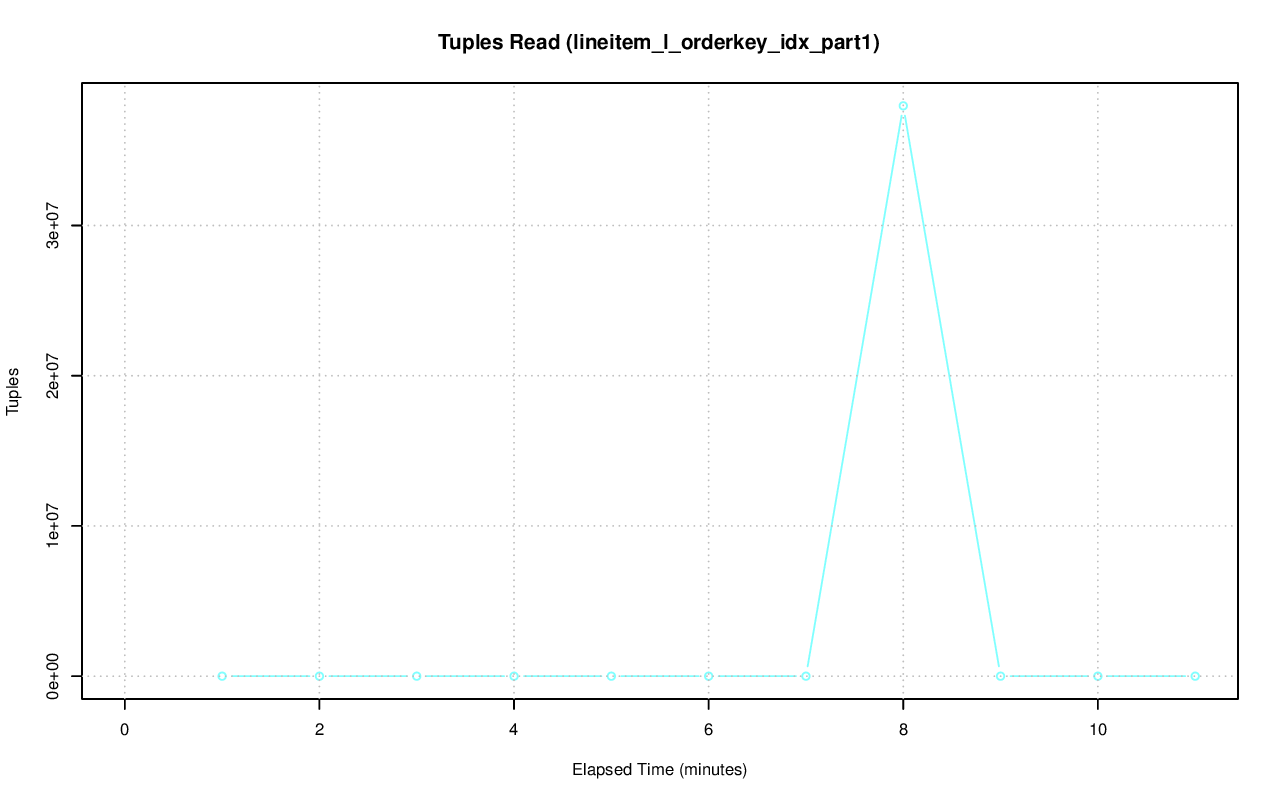 Tuples Read (lineitem_l_orderkey_idx_part1)
Tuples
3e+07
2e+07
1e+07
0e+00
0 2 4 6 8 10
Elapsed Time (minutes)